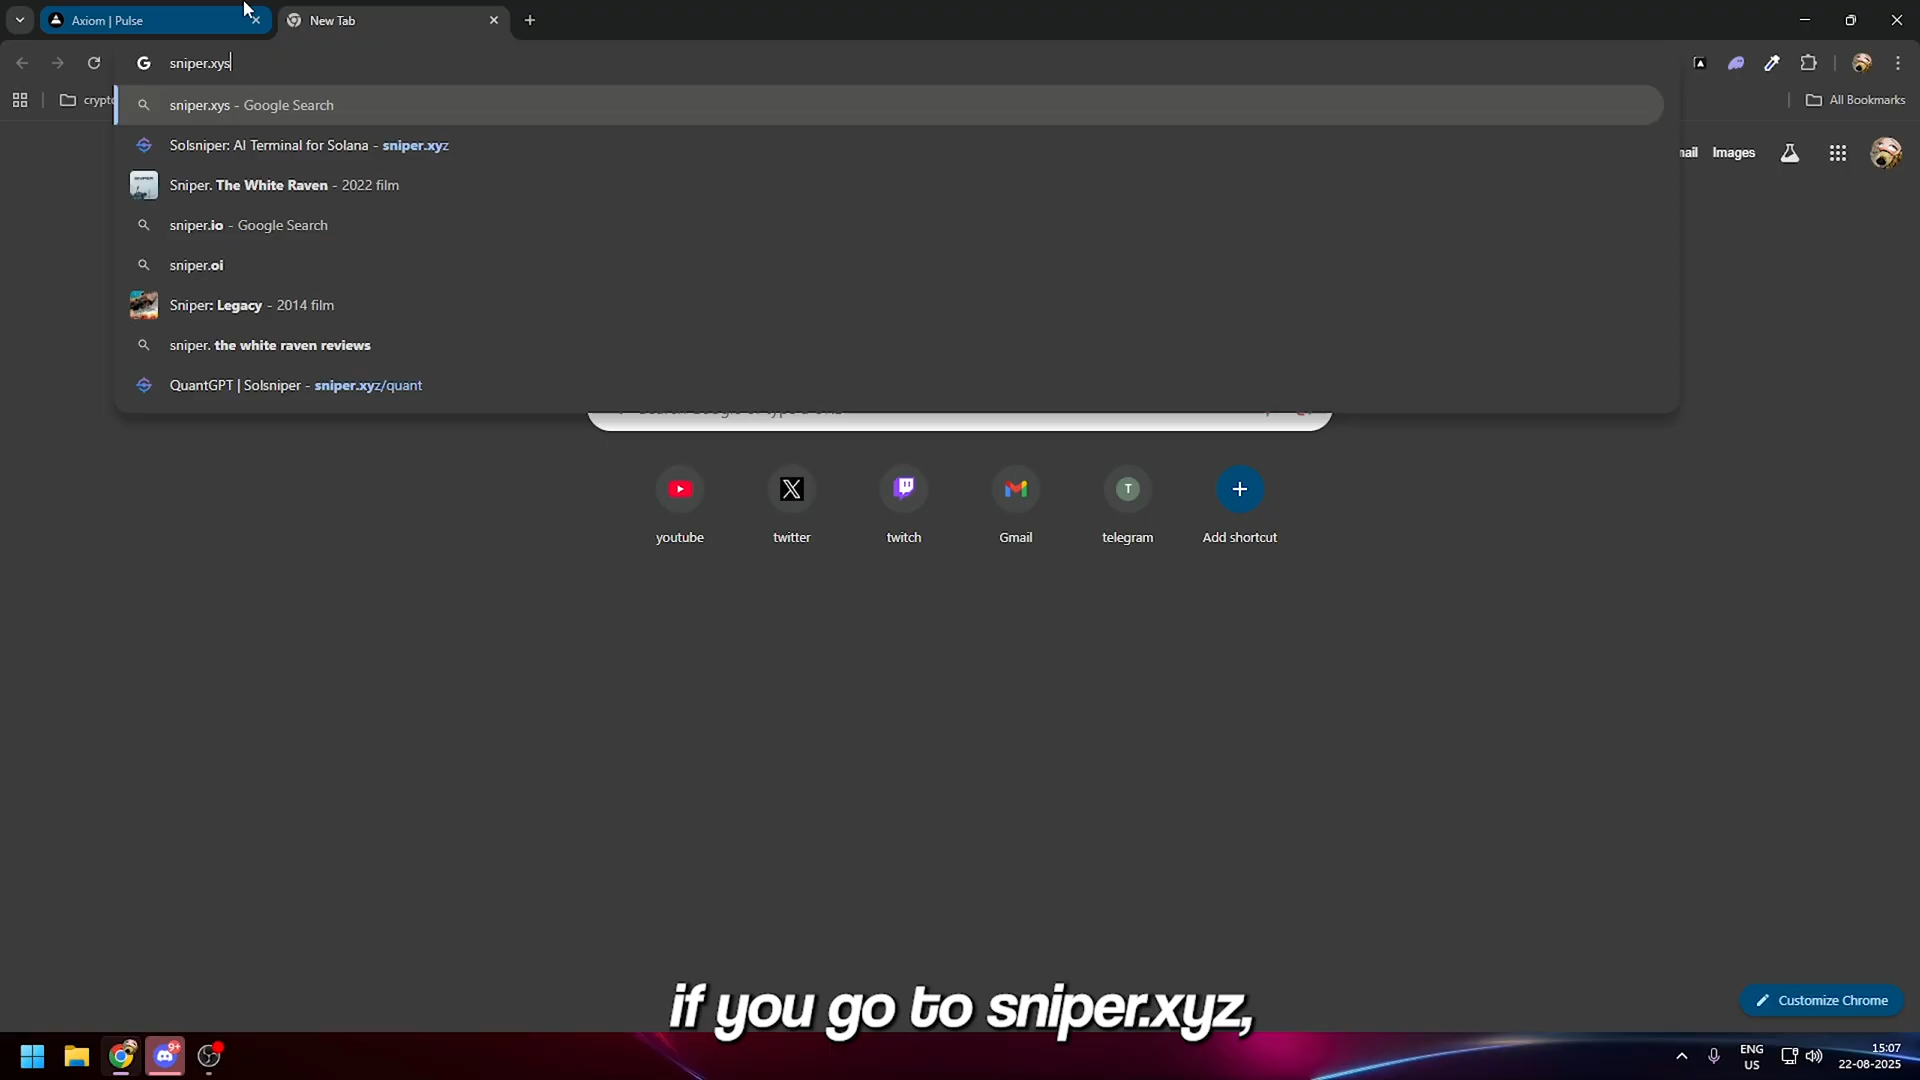 Axiom | Pulse
New Tab
sniper.xys
crypto
All Bookmarks
sniper.xys - Google Search
Solsniper: AI Terminal for Solana - sniper.xyz
Images
Sniper. The White Raven - 2022 film
sniper.io - Google Search
sniper.oi
Sniper: Legacy - 2014 film
sniper. the white raven reviews
QuantGPT | Solsniper - sniper.xyz/quant
T
youtube
twitter
twitch
Gmail
telegram
Add shortcut
Customize Chrome
if you go to sniper.xyz,
9+
ENG
US
15:07
22-08-2025